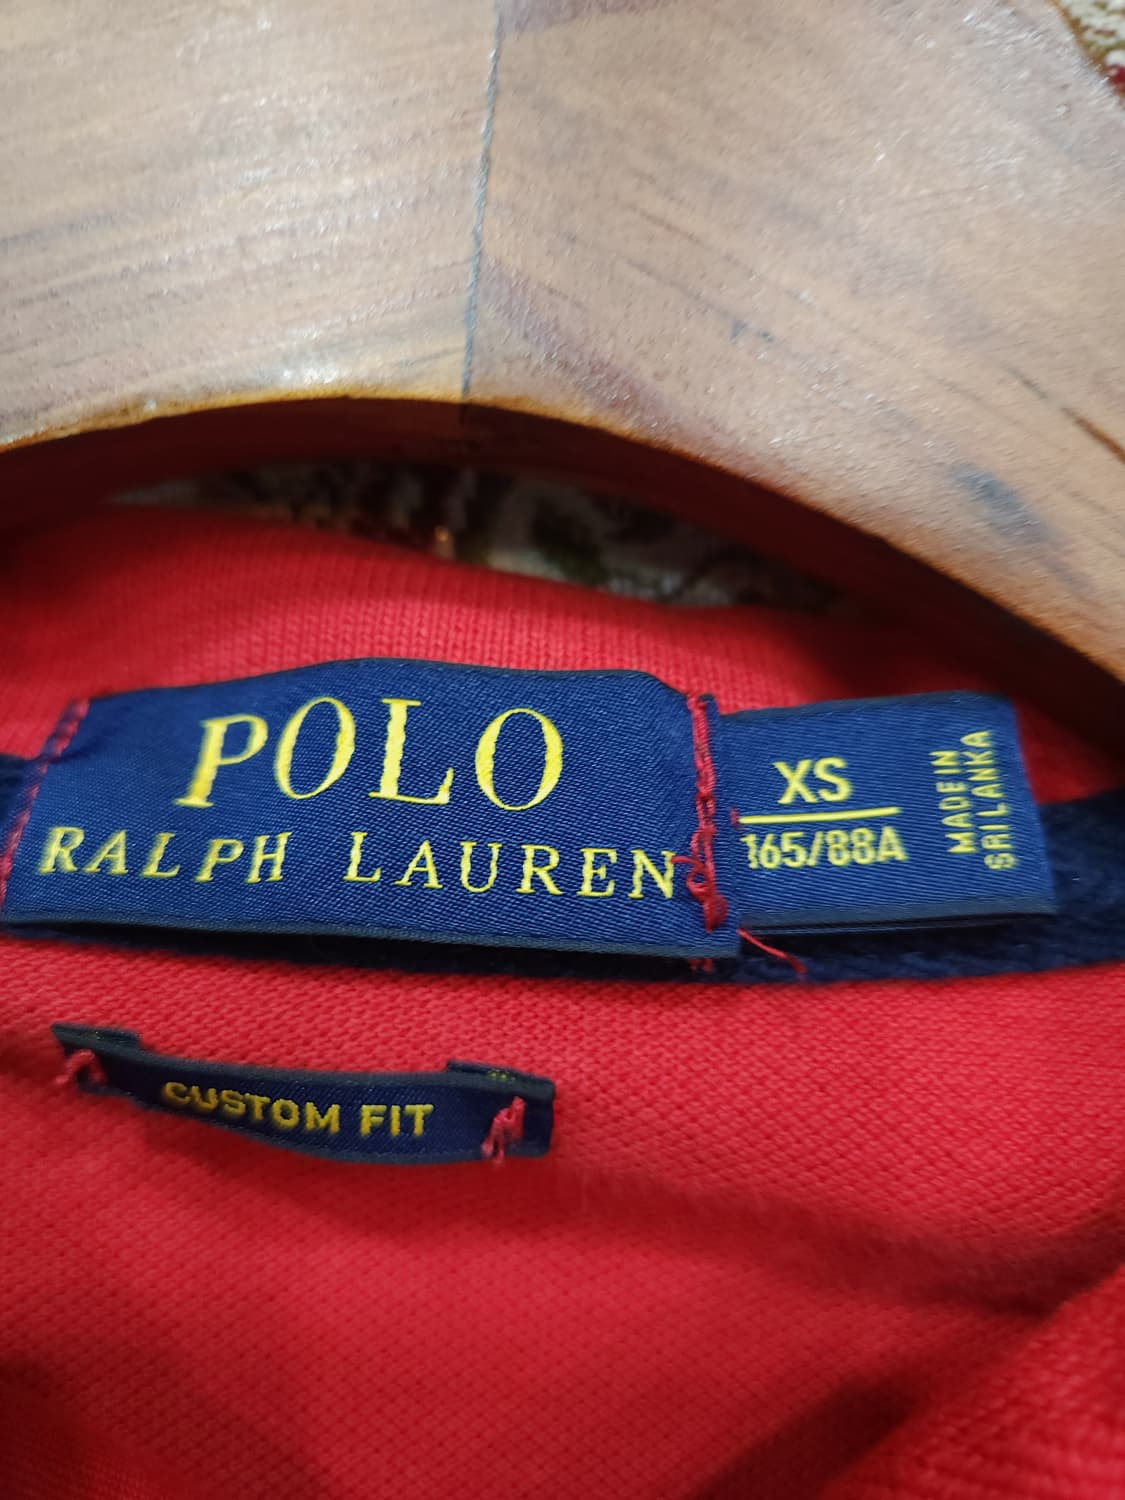 POLO
RALPH LAUREN
XS
165/88A
MADE IN
SRI LANKA
CUSTOM FIT